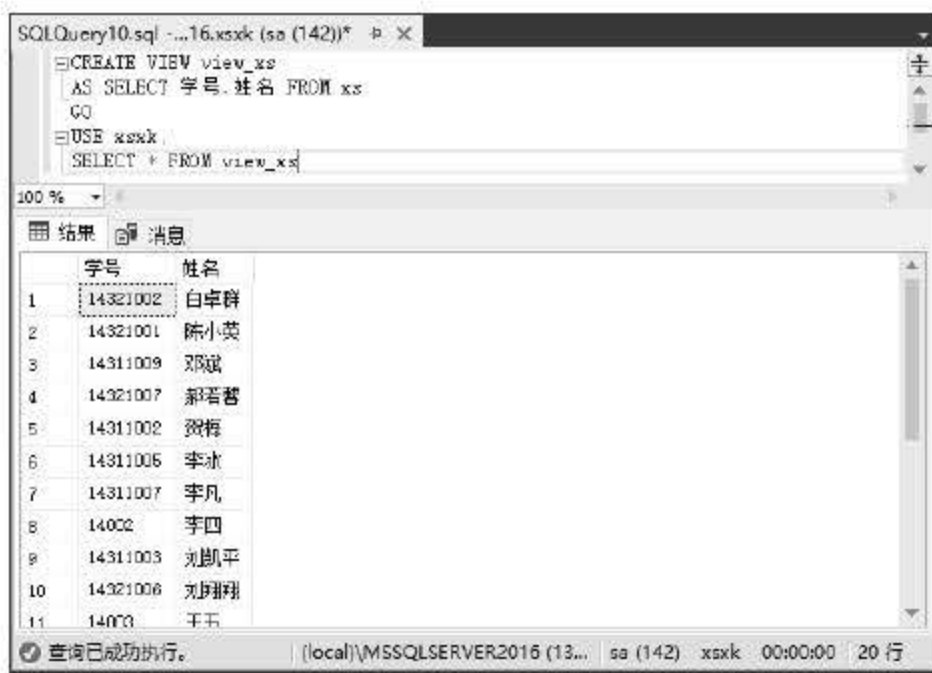 SQLQuery10.sql -...16.xsxk (sa (142))*
CREATE VIEW view_xs
AS SELECT 学号,姓名 FROM xs
GO
USE xsxk
SELECT * FROM view_xs
100 %
结果 消息
学号 姓名
1 14321002 白卓群
2 14321001 陈小英
3 14311009 邓斌
4 14321007 郝若馨
5 14311002 贺梅
6 14311005 李冰
7 14311007 李凡
8 14002 李四
9 14311003 刘凯平
10 14321006 刘翔翔
11 14003 王五
查询已成功执行。 (local)\MSSQLSERVER2016 (13... sa (142) xsxk 00:00:00 20 行